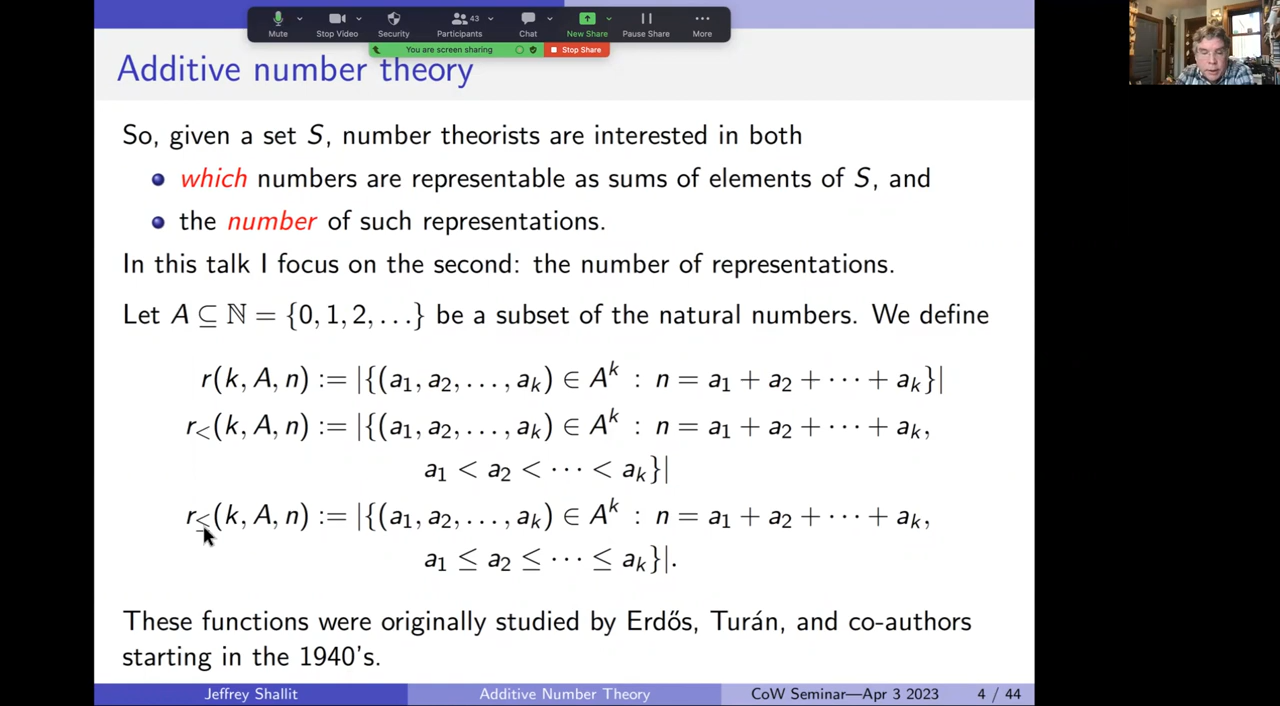 Mute
Stop Video
Security
43
Participants
Chat
New Share
Pause Share
More
You are screen sharing
Stop Share
Additive number theory
So, given a set S, number theorists are interested in both
• which numbers are representable as sums of elements of S, and
• the number of such representations.
In this talk I focus on the second: the number of representations.
Let A ⊆ ℕ = {0, 1, 2, . . .} be a subset of the natural numbers. We define
r(k, A, n) := |{(a₁, a₂, . . . , aₖ) ∈ Aᵏ : n = a₁ + a₂ + ··· + aₖ}|
r<(k, A, n) := |{(a₁, a₂, . . . , aₖ) ∈ Aᵏ : n = a₁ + a₂ + ··· + aₖ,
a₁ < a₂ < ··· < aₖ}|
r≤(k, A, n) := |{(a₁, a₂, . . . , aₖ) ∈ Aᵏ : n = a₁ + a₂ + ··· + aₖ,
a₁ ≤ a₂ ≤ ··· ≤ aₖ}|.
These functions were originally studied by Erdős, Turán, and co-authors
starting in the 1940's.
Jeffrey Shallit
Additive Number Theory
CoW Seminar—Apr 3 2023
4 / 44